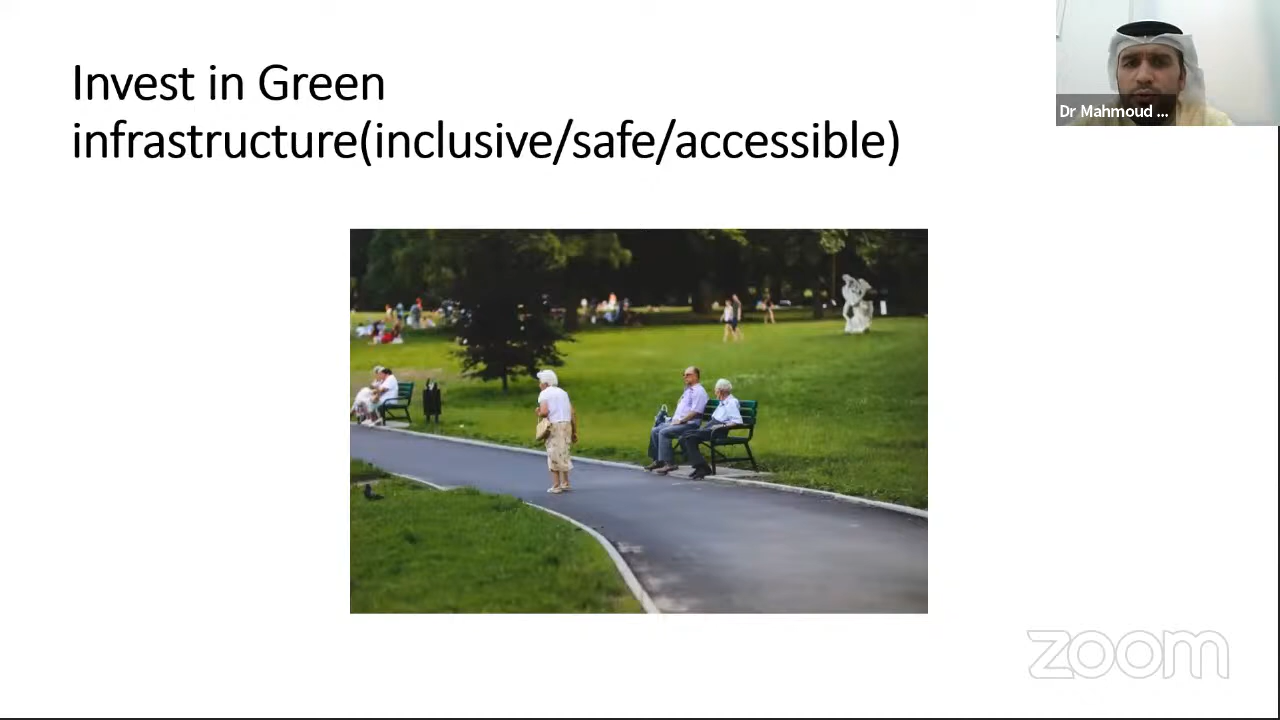 Invest in Green
infrastructure(inclusive/safe/accessible)
Dr Mahmoud ...
zoom